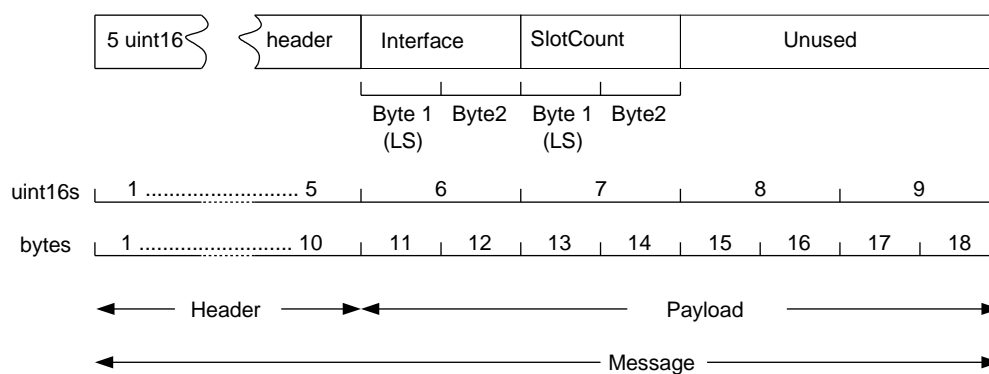 5 uint16 header Interface SlotCount Unused
Byte 1 Byte2 Byte 1 Byte2
(LS) (LS)
uint16s 1 .......................... 5 6 7 8 9
bytes 1 .......................... 10 11 12 13 14 15 16 17 18
Header Payload
Message